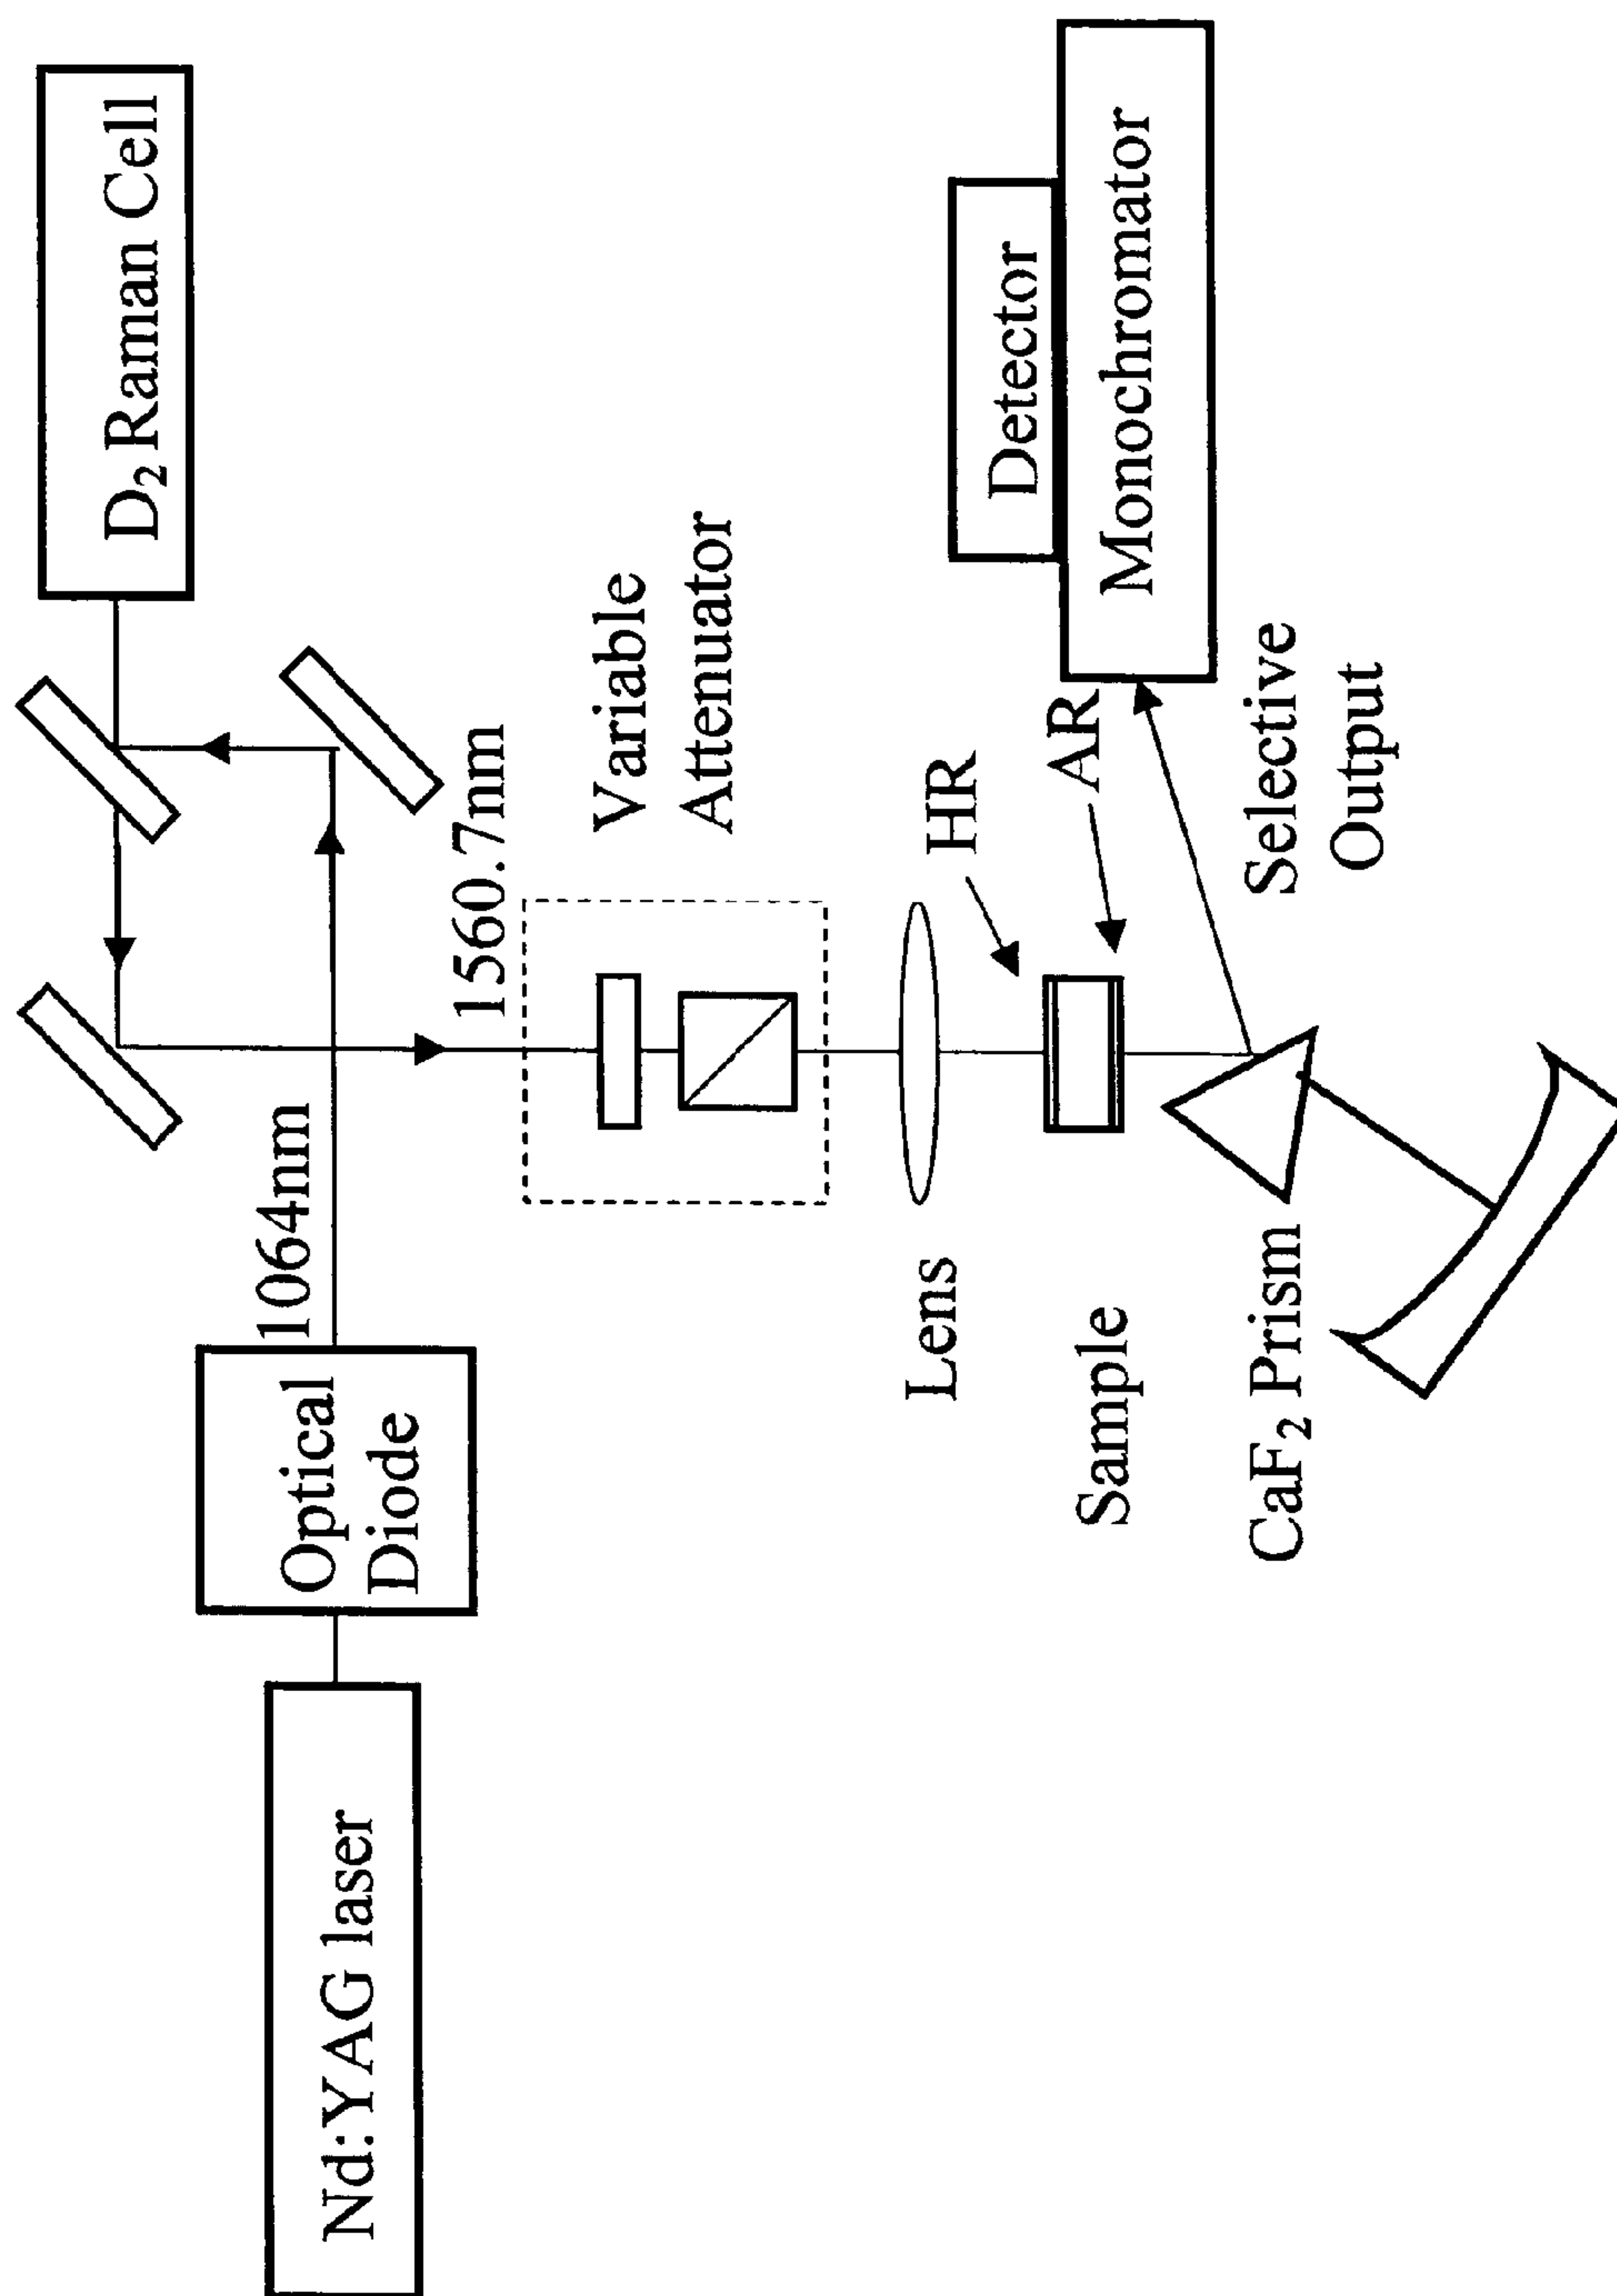 Nd:YAG laser
Optical
Diode
1064nm
D₂ Raman Cell
1560.7nm
Variable
Attenuator
Lens
HR
AR
Sample
Detector
Monochromator
CaF₂ Prism
Selective
Output